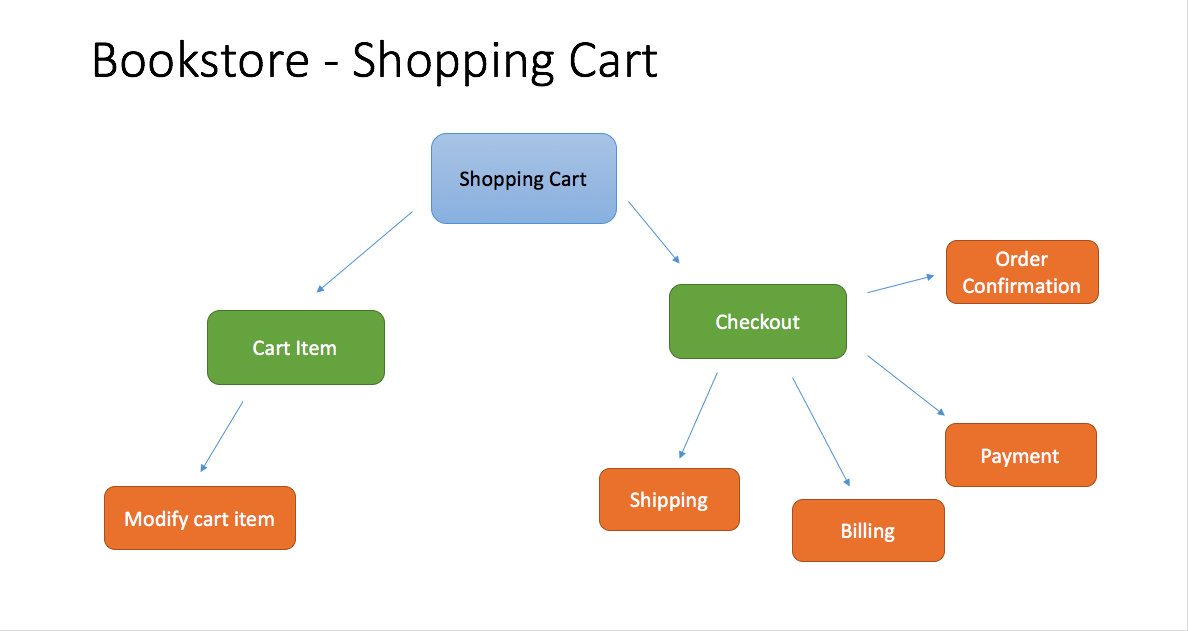 Bookstore - Shopping Cart
Shopping Cart
Order
Confirmation
Checkout
Cart Item
Payment
Shipping
Modify cart item
Billing